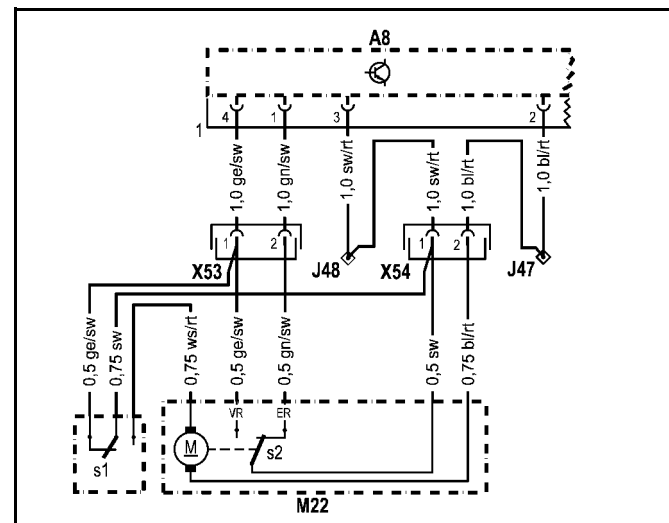 A8
4 1 3 2
1
1,0 ge/sw
1,0 gn/sw
1,0 sw/rt
1,0 sw/rt
1,0 bl/rt
1,0 bl/rt
1 2 1 2
X53 J48 X54 J47
0,5 ge/sw
0,75 sw
0,75 ws/rt
0,5 ge/sw
0,5 gn/sw
0,5 sw
0,75 bl/rt
VR ER
M
s1
s2
M22